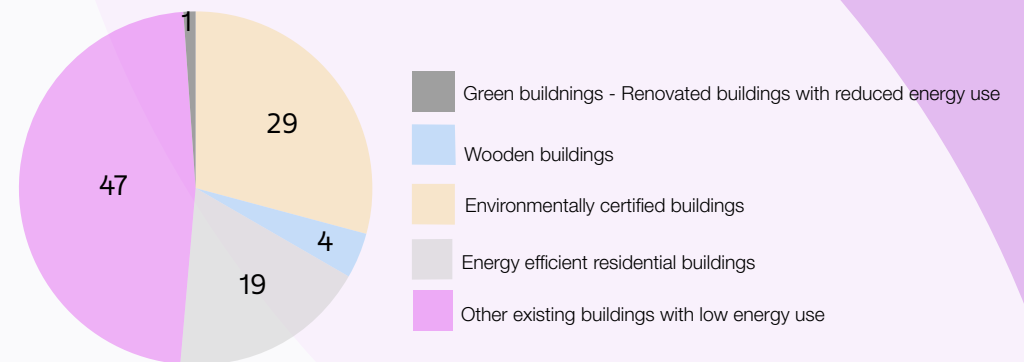 1
29
47
4
19
Green buildnings - Renovated buildings with reduced energy use
Wooden buildings
Environmentally certified buildings
Energy efficient residential buildings
Other existing buildings with low energy use